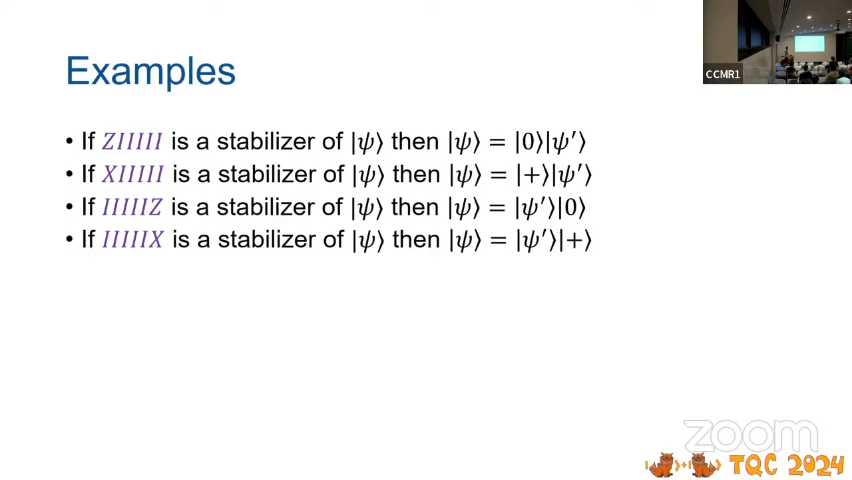 CCMR1
Examples
• If ZIIIII is a stabilizer of |ψ⟩ then |ψ⟩ = |0⟩|ψ′⟩
• If XIIIII is a stabilizer of |ψ⟩ then |ψ⟩ = |+⟩|ψ′⟩
• If IIIIIZ is a stabilizer of |ψ⟩ then |ψ⟩ = |ψ′⟩|0⟩
• If IIIIIX is a stabilizer of |ψ⟩ then |ψ⟩ = |ψ′⟩|+⟩
zoom
TQC 2024